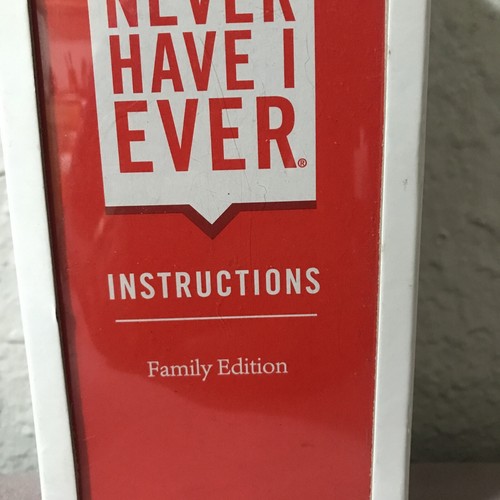 NEVER
HAVE I
EVER®
INSTRUCTIONS
Family Edition